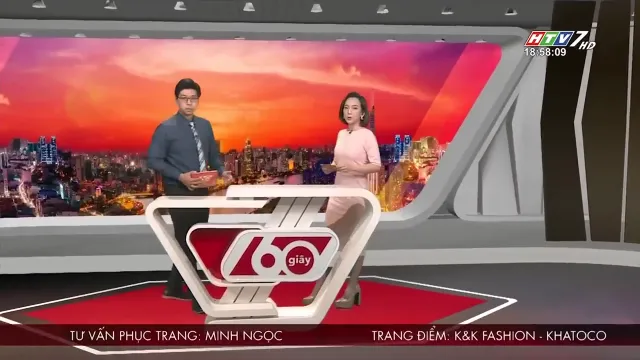 HTV7 HD
18:58:09
60
giây
TƯ VẤN PHỤC TRANG: MINH NGỌC
TRANG ĐIỂM: K&K FASHION - KHATOCO